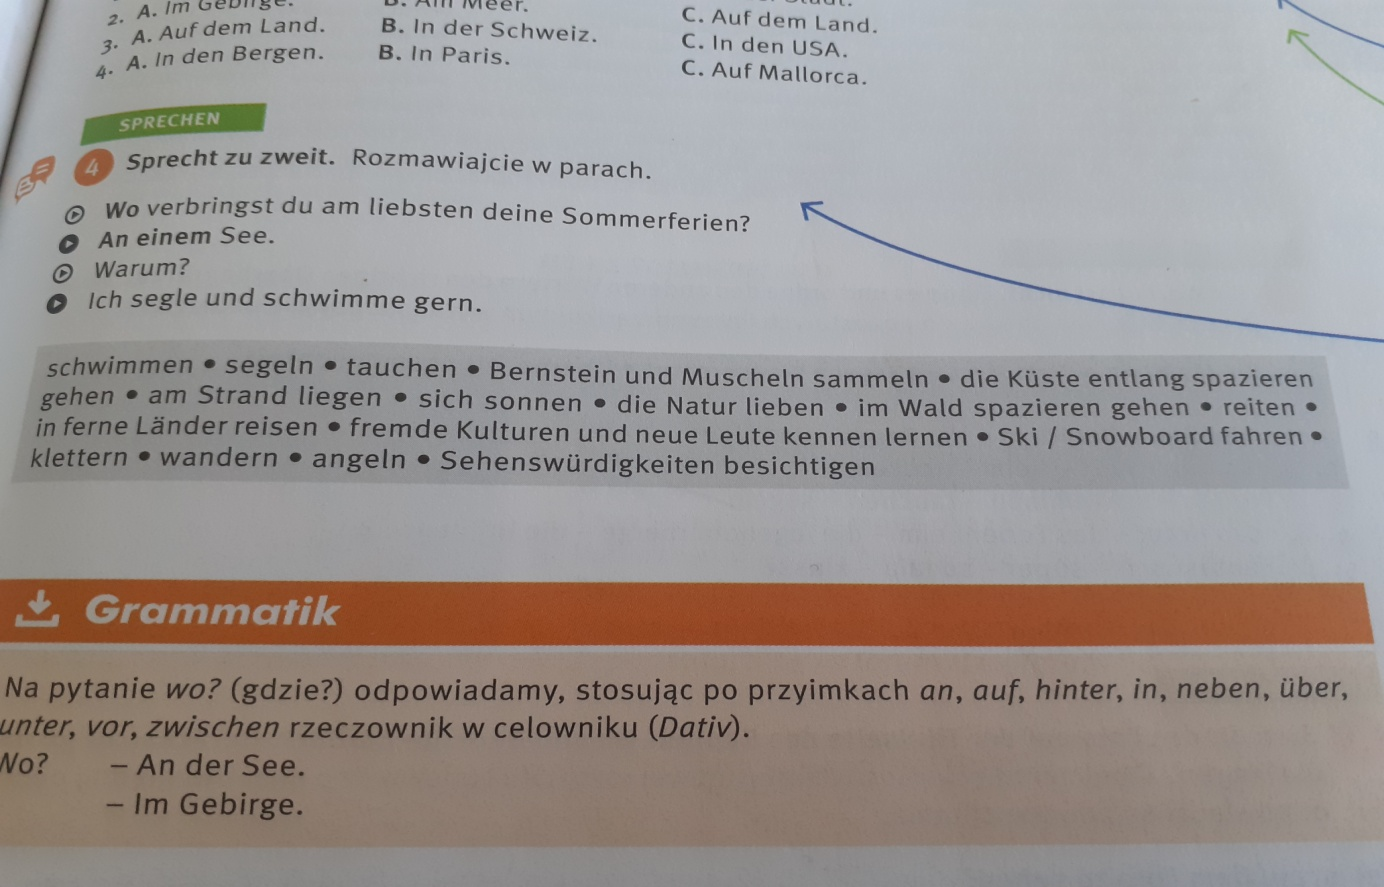 2. A. Im Gebirge. B. Am Meer. C. Auf dem Land.
3. A. Auf dem Land. B. In der Schweiz. C. In den USA.
4. A. In den Bergen. B. In Paris. C. Auf Mallorca.
SPRECHEN
4 Sprecht zu zweit. Rozmawiajcie w parach.
Wo verbringst du am liebsten deine Sommerferien?
An einem See.
Warum?
Ich segle und schwimme gern.
schwimmen • segeln • tauchen • Bernstein und Muscheln sammeln • die Küste entlang spazieren
gehen • am Strand liegen • sich sonnen • die Natur lieben • im Wald spazieren gehen • reiten •
in ferne Länder reisen • fremde Kulturen und neue Leute kennen lernen • Ski / Snowboard fahren •
klettern • wandern • angeln • Sehenswürdigkeiten besichtigen
Grammatik
Na pytanie wo? (gdzie?) odpowiadamy, stosując po przyimkach an, auf, hinter, in, neben, über,
unter, vor, zwischen rzeczownik w celowniku (Dativ).
Wo? – An der See.
– Im Gebirge.